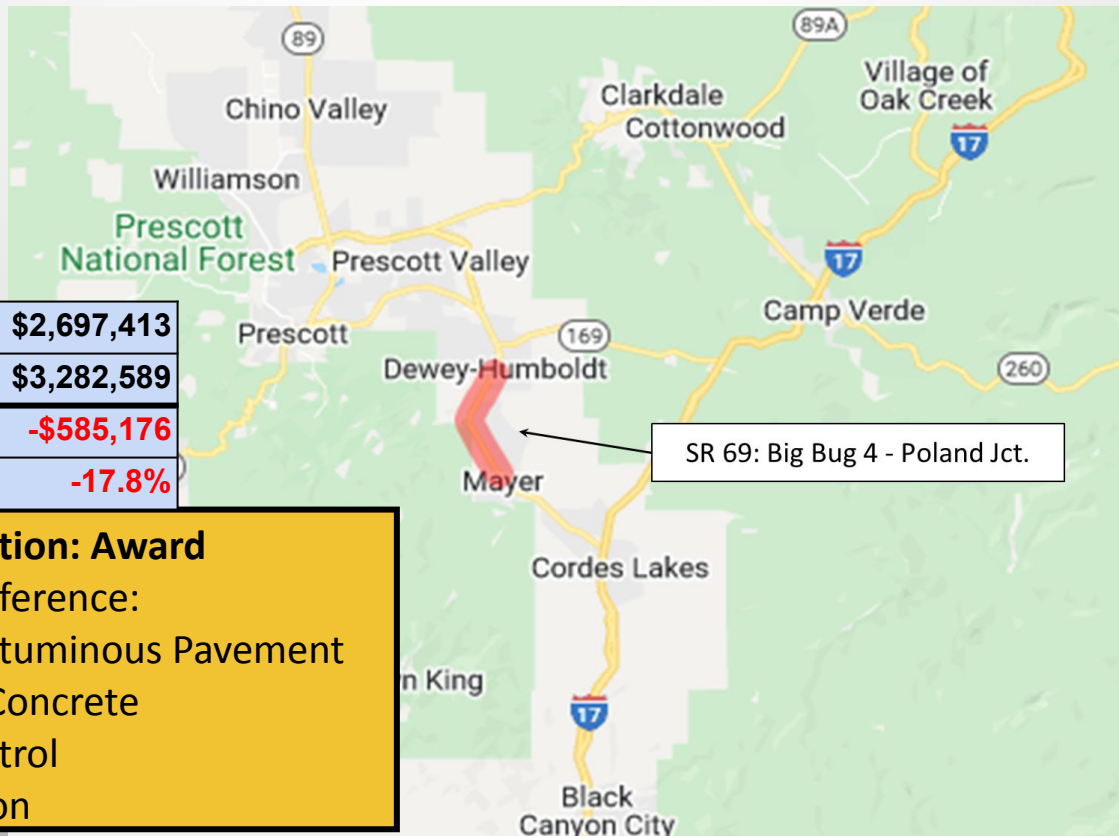 89
89A
Chino Valley
Clarkdale
Cottonwood
Village of
Oak Creek
17
Williamson
Prescott
National Forest
Prescott Valley
17
Camp Verde
Prescott
169
Dewey-Humboldt
260
$2,697,413
$3,282,589
-$585,176
-17.8%
SR 69: Big Bug 4 - Poland Jct.
Mayer
Cordes Lakes
tion: Award
ference:
tuminous Pavement
Concrete
trol
on
n King
17
Black
Canyon City